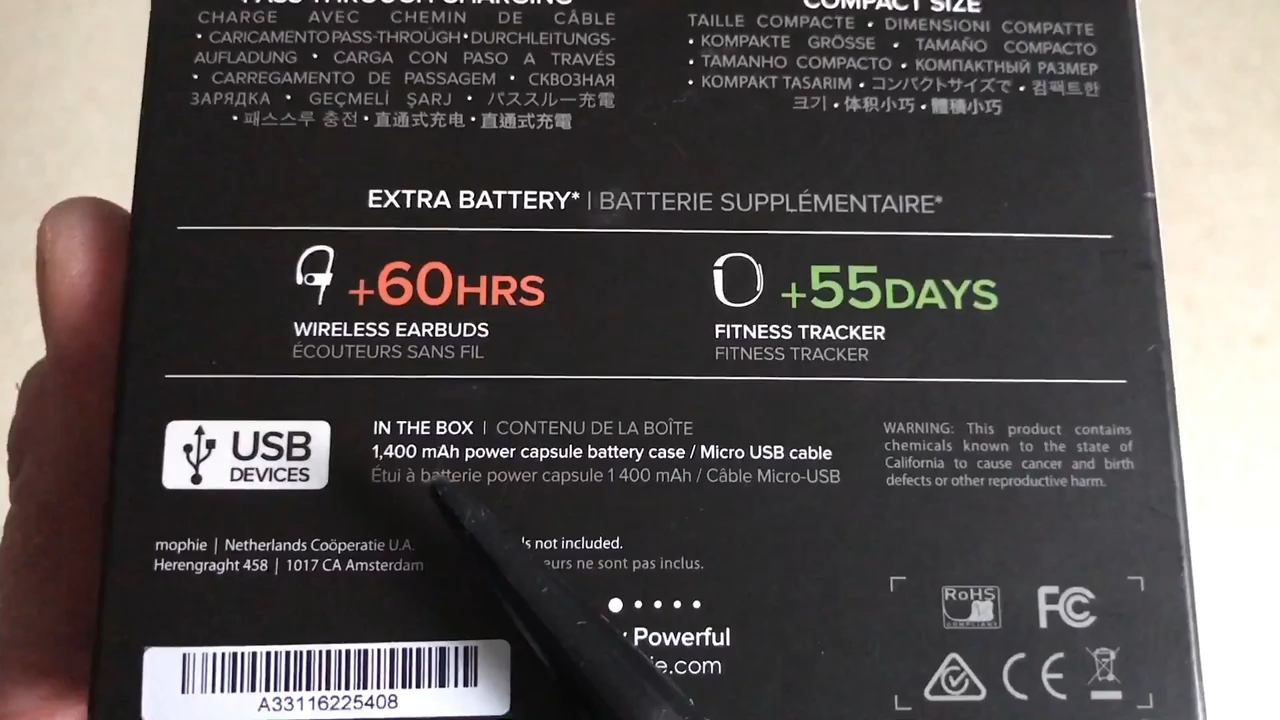 PASS-THROUGH CHARGING
CHARGE AVEC CHEMIN DE CÂBLE
• CARICAMENTO PASS-THROUGH • DURCHLEITUNGS-
AUFLADUNG • CARGA CON PASO A TRAVÉS
• CARREGAMENTO DE PASSAGEM • СКВОЗНАЯ
ЗАРЯДКА • GEÇMELİ ŞARJ • パススルー充電
• 패스스루 충전 • 直通式充电 • 直通式充電
COMPACT SIZE
TAILLE COMPACTE • DIMENSIONI COMPATTE
• KOMPAKTE GRÖSSE • TAMAÑO COMPACTO
• TAMANHO COMPACTO • КОМПАКТНЫЙ РАЗМЕР
• KOMPAKT TASARIM • コンパクトサイズで • 컴팩트한
크기 • 体积小巧 • 體積小巧
EXTRA BATTERY* | BATTERIE SUPPLÉMENTAIRE*
+60HRS
WIRELESS EARBUDS
ÉCOUTEURS SANS FIL
+55DAYS
FITNESS TRACKER
FITNESS TRACKER
USB
DEVICES
IN THE BOX | CONTENU DE LA BOÎTE
1,400 mAh power capsule battery case / Micro USB cable
Étui à batterie power capsule 1 400 mAh / Câble Micro-USB
WARNING: This product contains
chemicals known to the state of
California to cause cancer and birth
defects or other reproductive harm.
mophie | Netherlands Coöperatie U.A.
Herengraght 458 | 1017 CA Amsterdam
not included.
ne sont pas inclus.
Powerful
.com
RoHS
COMPLIANT
FC
CE
A33116225408